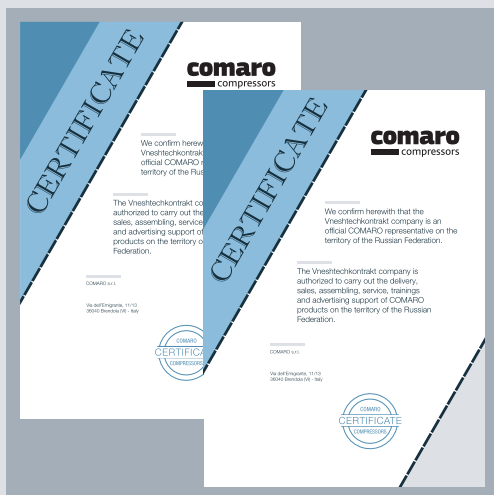 CERTIFICATE
comaro
compressors
We confirm herew
Vneshtechkontrak
official COMARO r
territory of the Rus
The Vneshtechkontrakt co
authorized to carry out the
sales, assembling, service
and advertising support of
products on the territory o
Federation.
COMARO s.r.l.
Via dell'Emigrante, 11/13
36040 Brendola (VI) - Italy
COMARO
CERTIFICA
COMPRESSORS
CERTIFICATE
comaro
compressors
We confirm herewith that the
Vneshtechkontrakt company is an
official COMARO representative on the
territory of the Russian Federation.
The Vneshtechkontrakt company is
authorized to carry out the delivery,
sales, assembling, service, trainings
and advertising support of COMARO
products on the territory of the Russian
Federation.
COMARO s.r.l.
Via dell'Emigrante, 11/13
36040 Brendola (VI) - Italy
COMARO
CERTIFICATE
COMPRESSORS